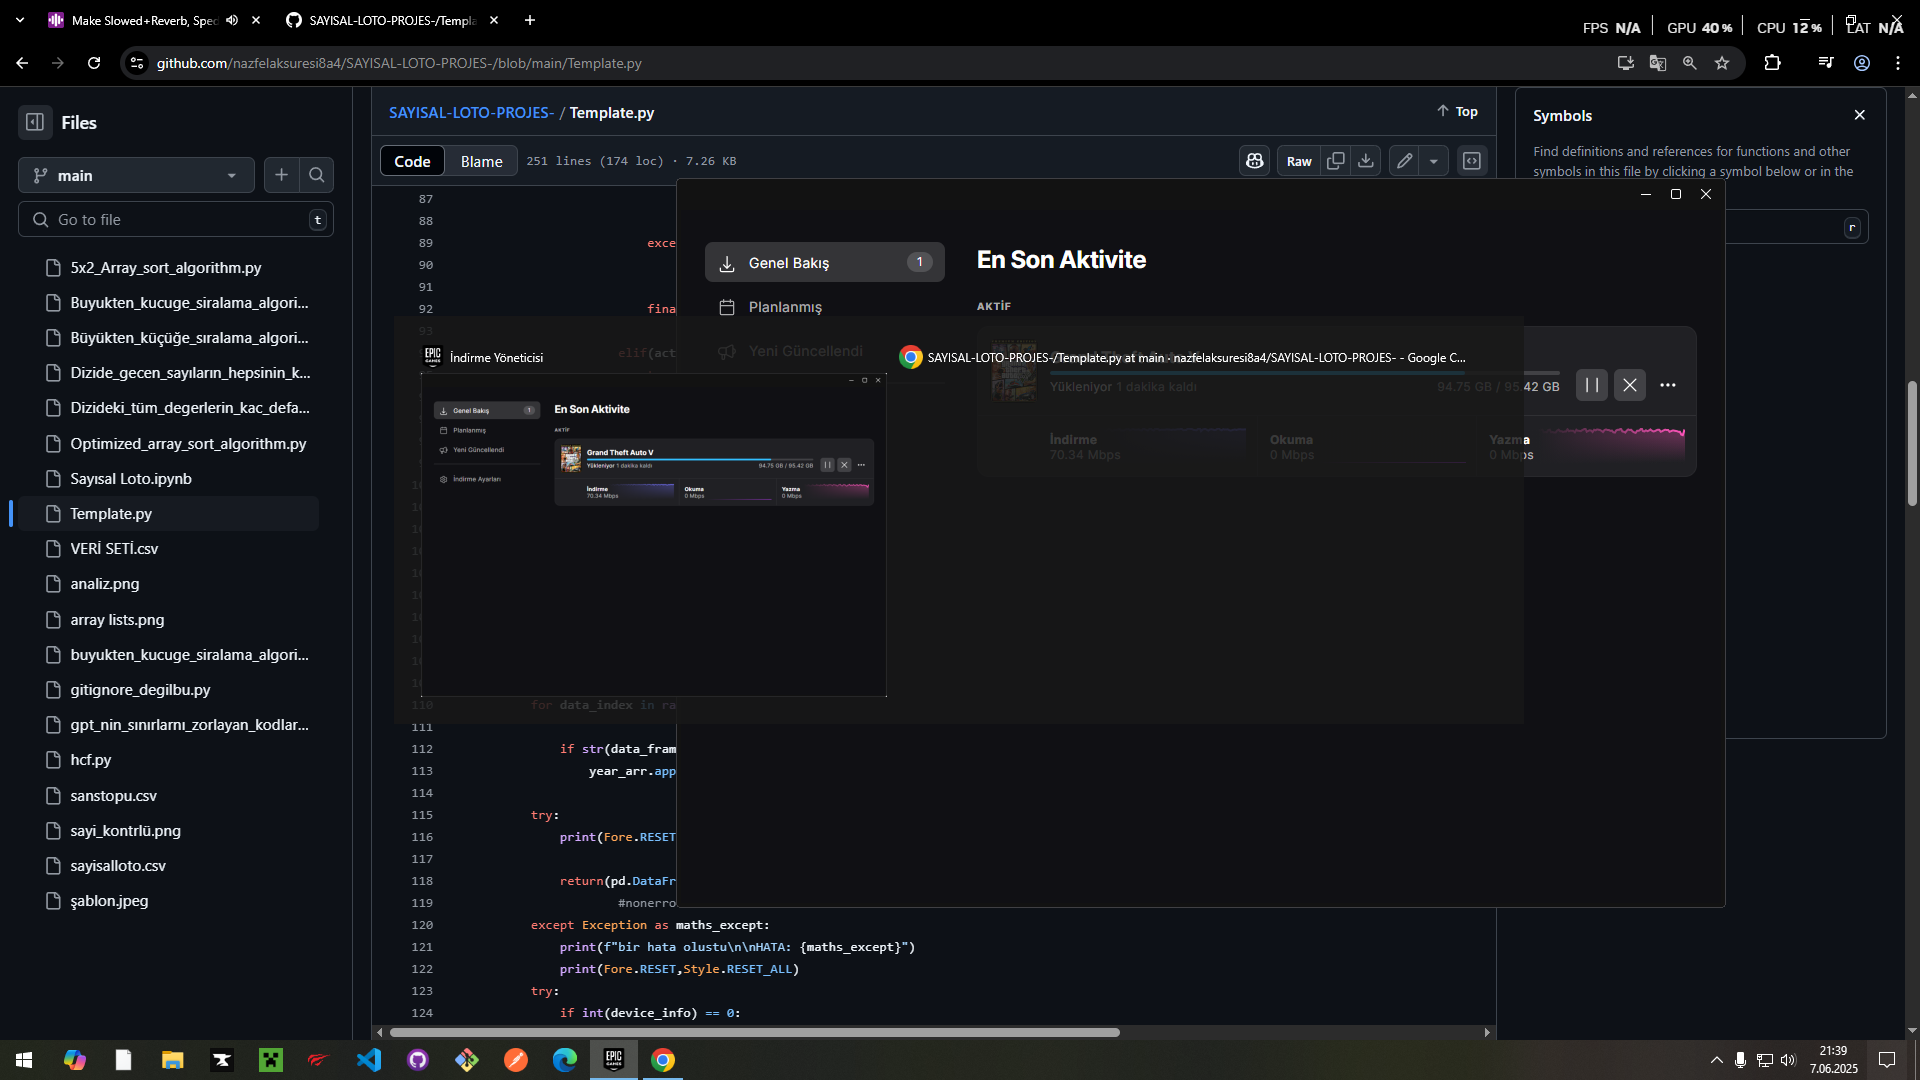 Make Slowed+Reverb, Spe
SAYISAL-LOTO-PROJES-/Templa
FPS N/A GPU 40 % CPU 12 % LAT N/A
github.com/nazfelaksuresi8a4/SAYISAL-LOTO-PROJES-/blob/main/Template.py
Files
main
Go to file
t
5x2_Array_sort_algorithm.py
Buyukten_kucuge_siralama_algori...
Büyükten_küçüğe_sıralama_algori...
Dizide_gecen_sayıların_hepsinin_k...
Dizideki_tüm_degerlerin_kac_defa...
Optimized_array_sort_algorithm.py
Sayısal Loto.ipynb
Template.py
VERİ SETİ.csv
analiz.png
array lists.png
buyukten_kucuge_siralama_algori...
gitignore_degilbu.py
gpt_nin_sınırlarnı_zorlayan_kodlar...
hcf.py
sanstopu.csv
sayi_kontrlü.png
sayisalloto.csv
şablon.jpeg
SAYISAL-LOTO-PROJES- / Template.py
Top
Code Blame 251 lines (174 loc) · 7.26 KB
Raw
Symbols
Find definitions and references for functions and other
symbols in this file by clicking a symbol below or in the
r
87
88
89 exce
90
91
92 fina
93
elif(act
110 for data_index in ra
111
112 if str(data_fram
113 year_arr.app
114
115 try:
116 print(Fore.RESET
117
118 return(pd.DataFr
119 #nonerro
120 except Exception as maths_except:
121 print(f"bir hata olustu\n\nHATA: {maths_except}")
122 print(Fore.RESET,Style.RESET_ALL)
123 try:
124 if int(device_info) == 0:
Genel Bakış 1
Planlanmış
Yeni Güncellendi
En Son Aktivite
AKTİF
Yükleniyor 1 dakika kaldı
94.75 GB / 95.42 GB
İndirme
70.34 Mbps
Okuma
0 Mbps
Yazma
0 Mbps
EPIC GAMES
İndirme Yöneticisi
SAYISAL-LOTO-PROJES-/Template.py at main · nazfelaksuresi8a4/SAYISAL-LOTO-PROJES- - Google C...
Genel Bakış 1
Planlanmış
Yeni Güncellendi
İndirme Ayarları
En Son Aktivite
AKTİF
Grand Theft Auto V
Yükleniyor 1 dakika kaldı
94.75 GB / 95.42 GB
İndirme
70.34 Mbps
Okuma
0 Mbps
Yazma
0 Mbps
EPIC GAMES
21:39
7.06.2025